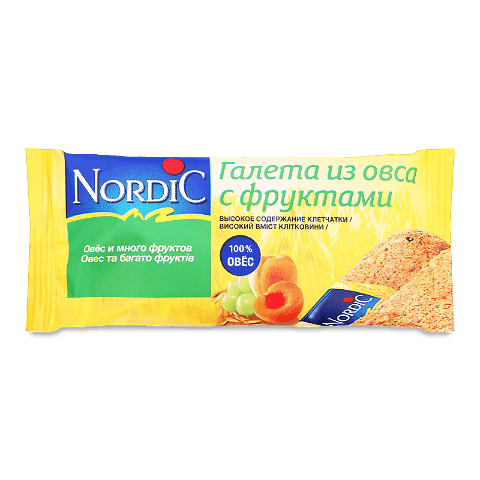 NORDIC
Овёс и много фруктов
Овес та багато фруктів
Галета из овса
с фруктами
ВЫСОКОЕ СОДЕРЖАНИЕ КЛЕТЧАТКИ /
ВИСОКИЙ ВМІСТ КЛІТКОВИНИ /
100%
ОВЁС
NORDIC